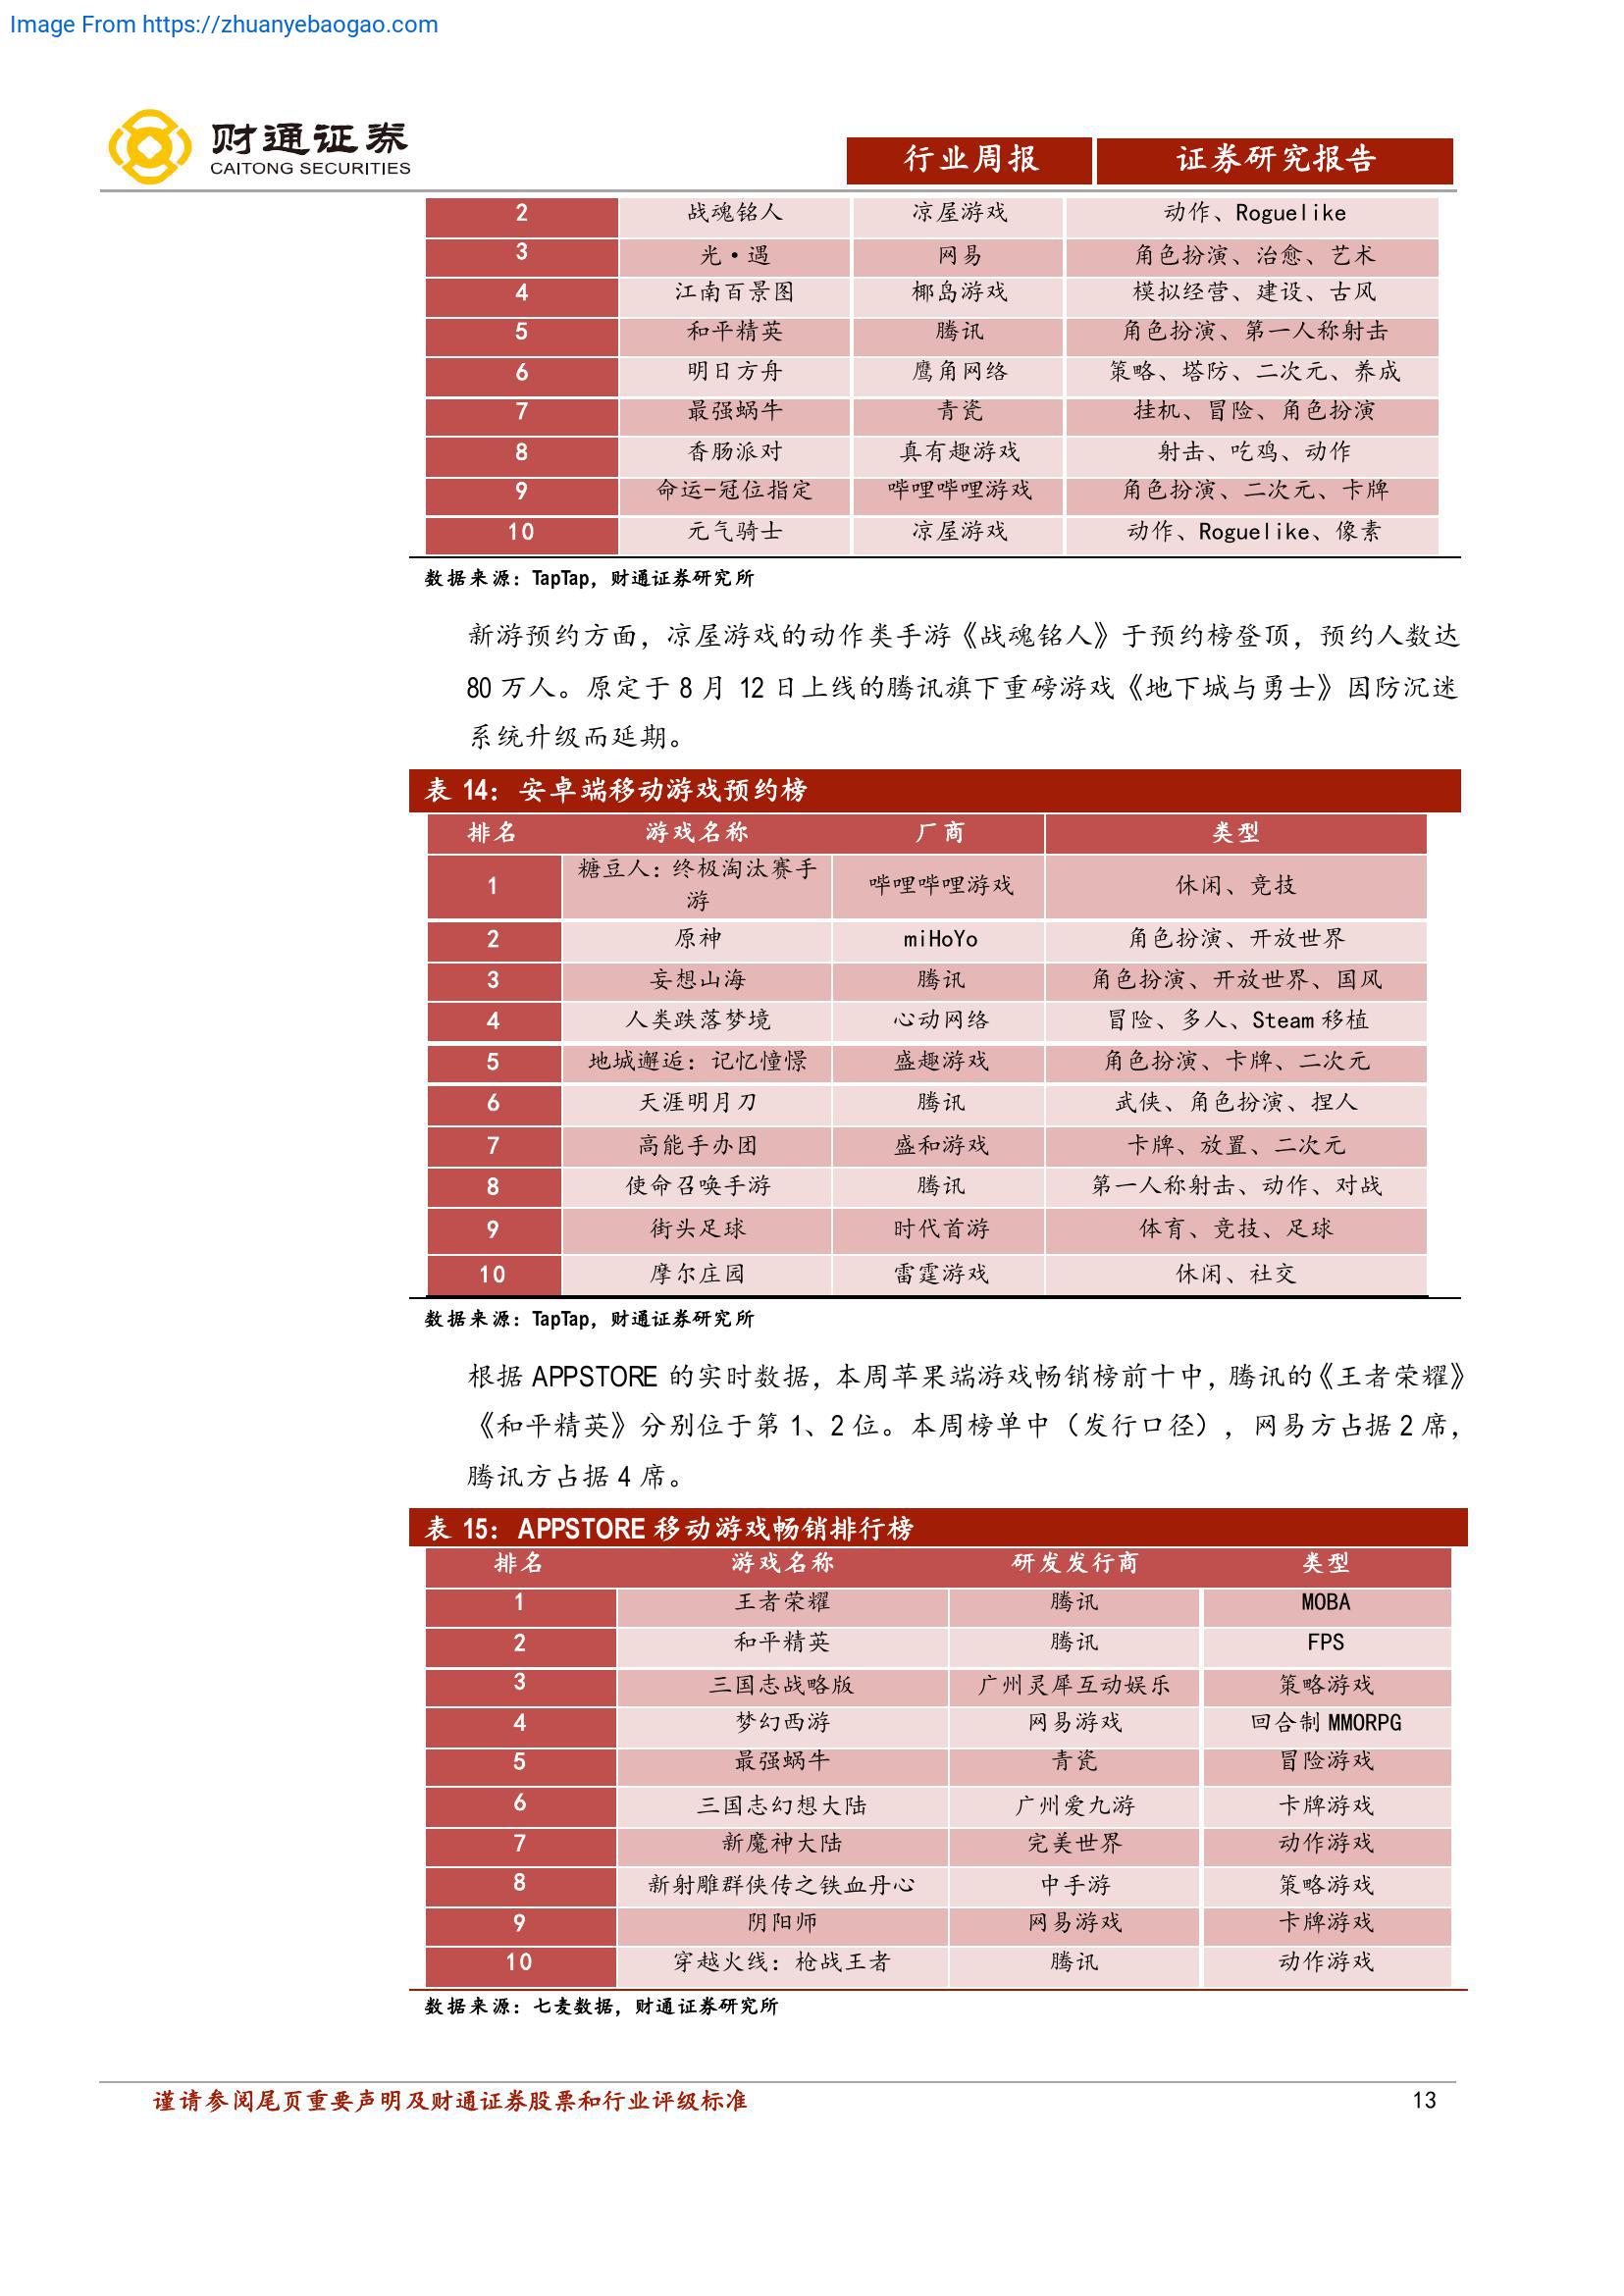 Image From https://zhuanyebaogao.com
财通证券
CAITONG SECURITIES
行业周报 证券研究报告
2 战魂铭人 凉屋游戏 动作、Roguelike
3 光·遇 网易 角色扮演、治愈、艺术
4 江南百景图 椰岛游戏 模拟经营、建设、古风
5 和平精英 腾讯 角色扮演、第一人称射击
6 明日方舟 鹰角网络 策略、塔防、二次元、养成
7 最强蜗牛 青瓷 挂机、冒险、角色扮演
8 香肠派对 真有趣游戏 射击、吃鸡、动作
9 命运-冠位指定 哔哩哔哩游戏 角色扮演、二次元、卡牌
10 元气骑士 凉屋游戏 动作、Roguelike、像素
数据来源：TapTap，财通证券研究所
新游预约方面，凉屋游戏的动作类手游《战魂铭人》于预约榜登顶，预约人数达
80 万人。原定于 8 月 12 日上线的腾讯旗下重磅游戏《地下城与勇士》因防沉迷
系统升级而延期。
表 14：安卓端移动游戏预约榜
排名 游戏名称 厂商 类型
1 糖豆人：终极淘汰赛手 哔哩哔哩游戏 休闲、竞技
游
2 原神 miHoYo 角色扮演、开放世界
3 妄想山海 腾讯 角色扮演、开放世界、国风
4 人类跌落梦境 心动网络 冒险、多人、Steam 移植
5 地城邂逅：记忆憧憬 盛趣游戏 角色扮演、卡牌、二次元
6 天涯明月刀 腾讯 武侠、角色扮演、捏人
7 高能手办团 盛和游戏 卡牌、放置、二次元
8 使命召唤手游 腾讯 第一人称射击、动作、对战
9 街头足球 时代首游 体育、竞技、足球
10 摩尔庄园 雷霆游戏 休闲、社交
数据来源：TapTap，财通证券研究所
根据 APPSTORE 的实时数据，本周苹果端游戏畅销榜前十中，腾讯的《王者荣耀》
《和平精英》分别位于第 1、2 位。本周榜单中（发行口径），网易方占据 2 席，
腾讯方占据 4 席。
表 15：APPSTORE 移动游戏畅销排行榜
排名 游戏名称 研发发行商 类型
1 王者荣耀 腾讯 MOBA
2 和平精英 腾讯 FPS
3 三国志战略版 广州灵犀互动娱乐 策略游戏
4 梦幻西游 网易游戏 回合制 MMORPG
5 最强蜗牛 青瓷 冒险游戏
6 三国志幻想大陆 广州爱九游 卡牌游戏
7 新魔神大陆 完美世界 动作游戏
8 新射雕群侠传之铁血丹心 中手游 策略游戏
9 阴阳师 网易游戏 卡牌游戏
10 穿越火线：枪战王者 腾讯 动作游戏
数据来源：七麦数据，财通证券研究所
谨请参阅尾页重要声明及财通证券股票和行业评级标准 13